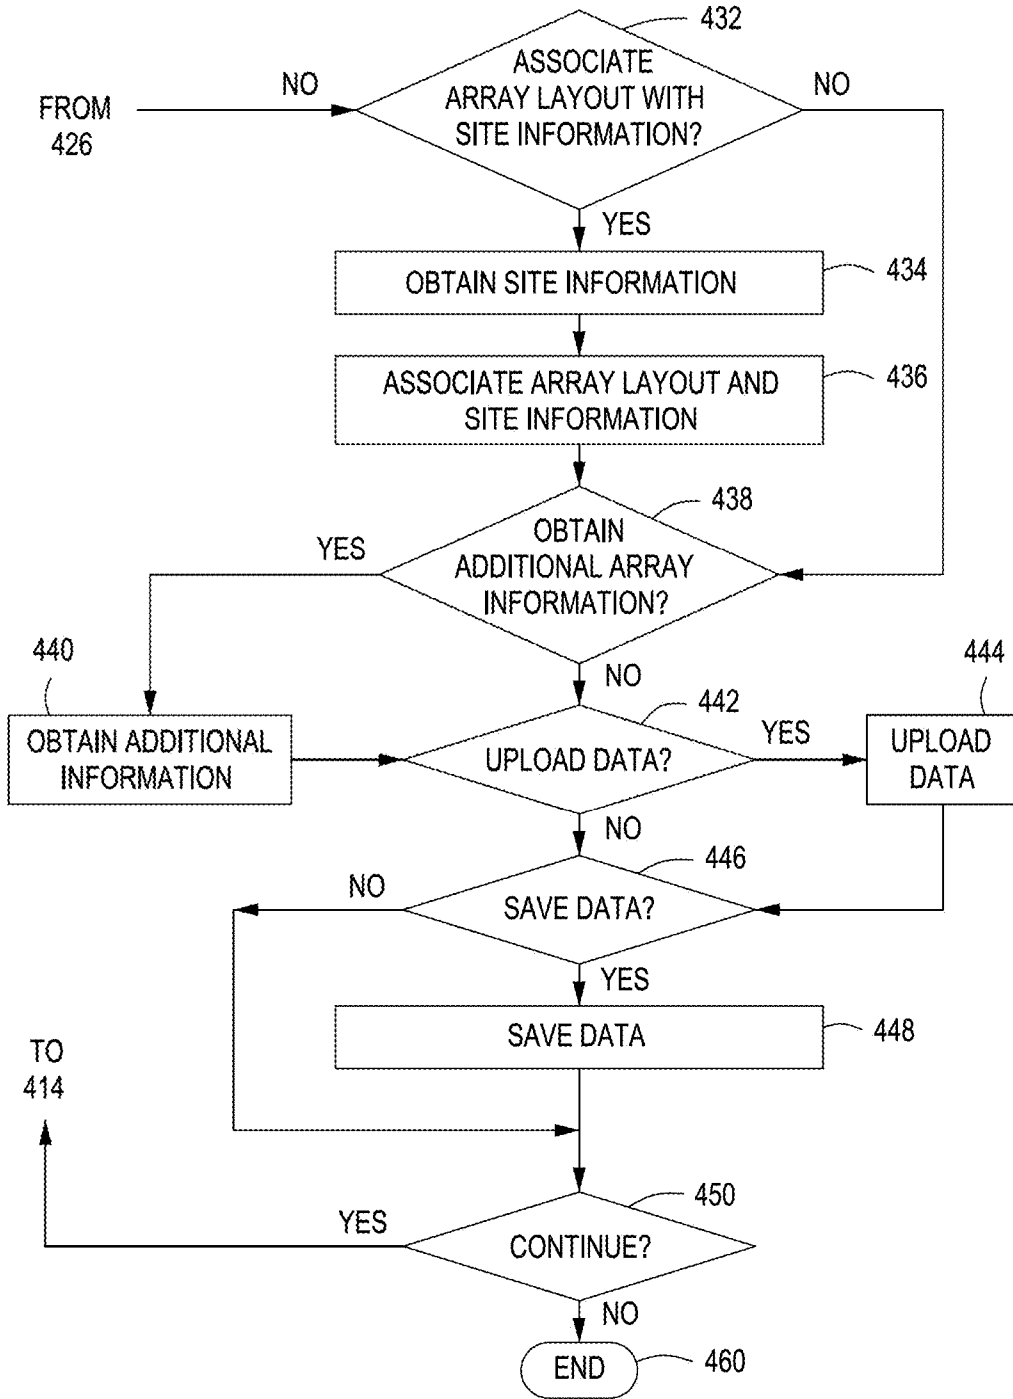 432
ASSOCIATE
ARRAY LAYOUT WITH
SITE INFORMATION?
NO
NO
FROM
426
YES
OBTAIN SITE INFORMATION
434
ASSOCIATE ARRAY LAYOUT AND
SITE INFORMATION
436
438
OBTAIN
ADDITIONAL ARRAY
INFORMATION?
YES
NO
440
OBTAIN ADDITIONAL
INFORMATION
442
UPLOAD DATA?
YES
444
UPLOAD
DATA
NO
446
SAVE DATA?
NO
YES
SAVE DATA
448
TO
414
450
CONTINUE?
YES
NO
END
460